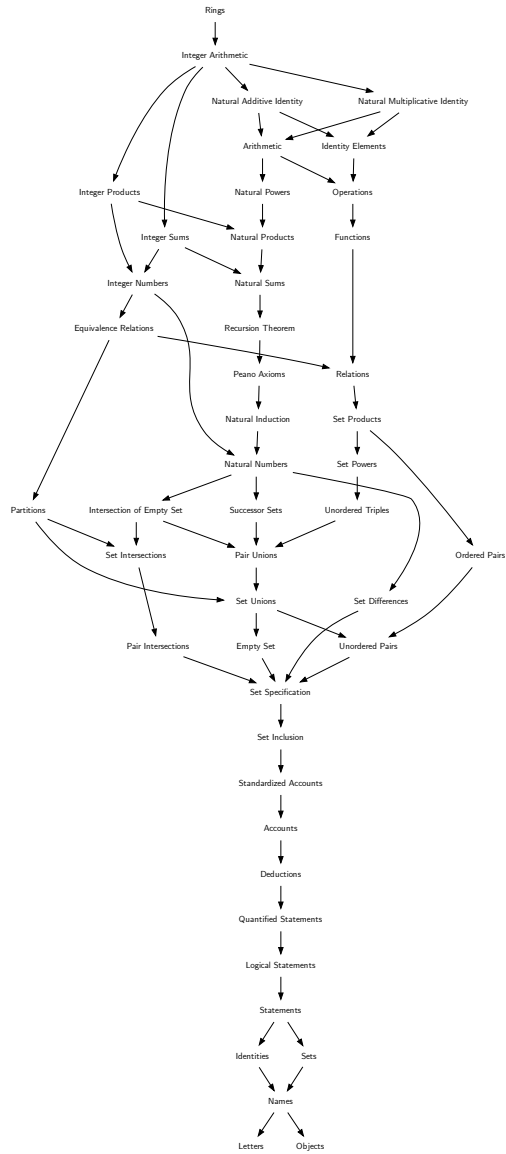 Rings
Integer Arithmetic
Natural Additive Identity
Natural Multiplicative Identity
Arithmetic
Identity Elements
Integer Products
Natural Powers
Operations
Integer Sums
Natural Products
Functions
Integer Numbers
Natural Sums
Equivalence Relations
Recursion Theorem
Peano Axioms
Relations
Natural Induction
Set Products
Natural Numbers
Set Powers
Partitions
Intersection of Empty Set
Successor Sets
Unordered Triples
Set Intersections
Pair Unions
Ordered Pairs
Set Unions
Set Differences
Pair Intersections
Empty Set
Unordered Pairs
Set Specification
Set Inclusion
Standardized Accounts
Accounts
Deductions
Quantified Statements
Logical Statements
Statements
Identities
Sets
Names
Letters
Objects